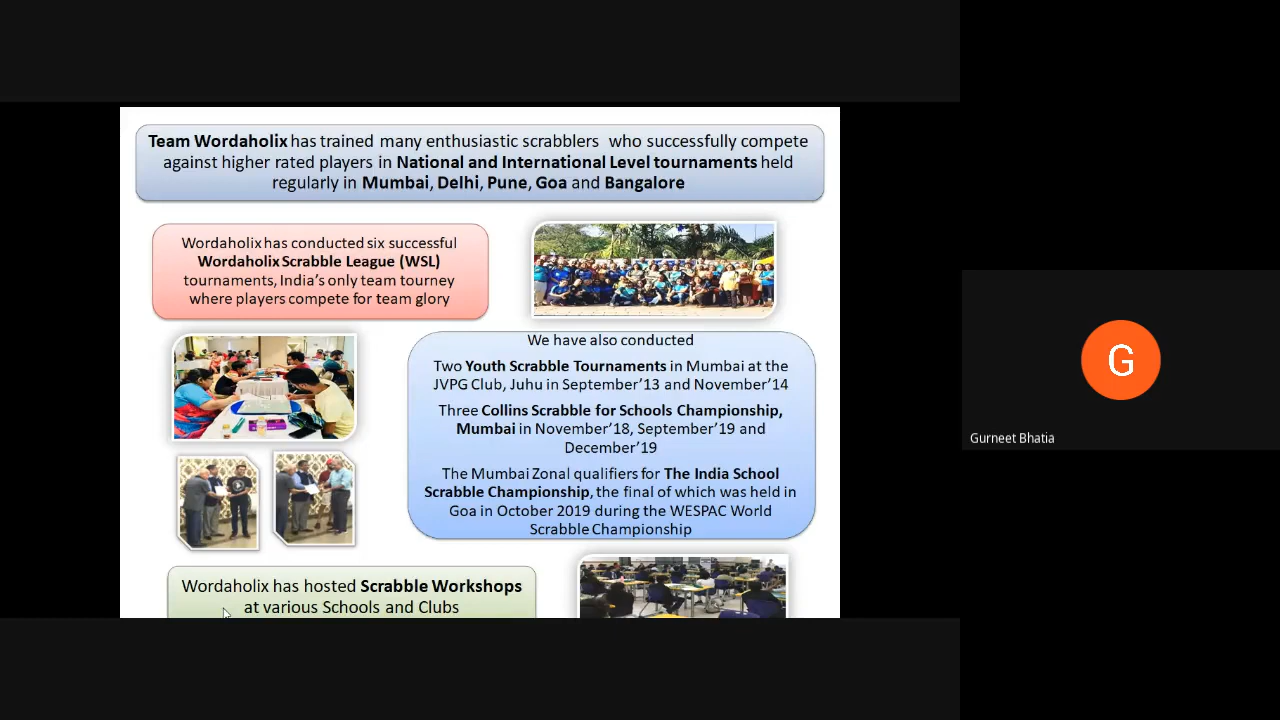 Team Wordaholix has trained many enthusiastic scrabblers who successfully compete
against higher rated players in National and International Level tournaments held
regularly in Mumbai, Delhi, Pune, Goa and Bangalore
Wordaholix has conducted six successful
Wordaholix Scrabble League (WSL)
tournaments, India's only team tourney
where players compete for team glory
We have also conducted
Two Youth Scrabble Tournaments in Mumbai at the
JVPG Club, Juhu in September'13 and November'14
Three Collins Scrabble for Schools Championship,
Mumbai in November'18, September'19 and
December'19
The Mumbai Zonal qualifiers for The India School
Scrabble Championship, the final of which was held in
Goa in October 2019 during the WESPAC World
Scrabble Championship
Wordaholix has hosted Scrabble Workshops
at various Schools and Clubs
G
Gurneet Bhatia